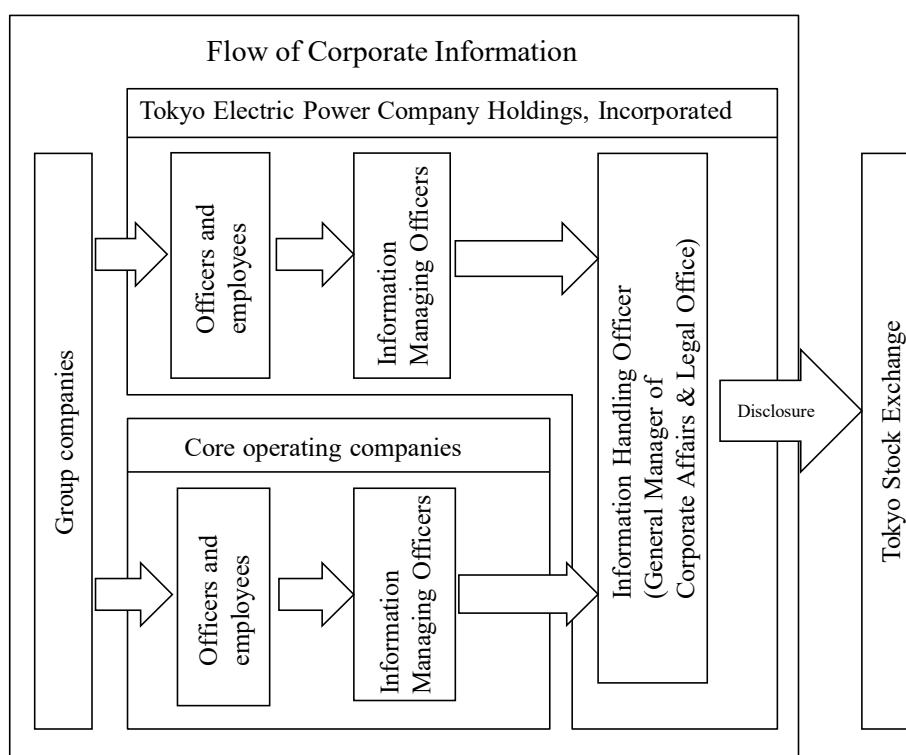 Flow of Corporate Information
Tokyo Electric Power Company Holdings, Incorporated
Group companies
Officers and
employees
Information
Managing Officers
Information Handling Officer
(General Manager of
Corporate Affairs & Legal Office)
Disclosure
Tokyo Stock Exchange
Core operating companies
Officers and
employees
Information
Managing Officers